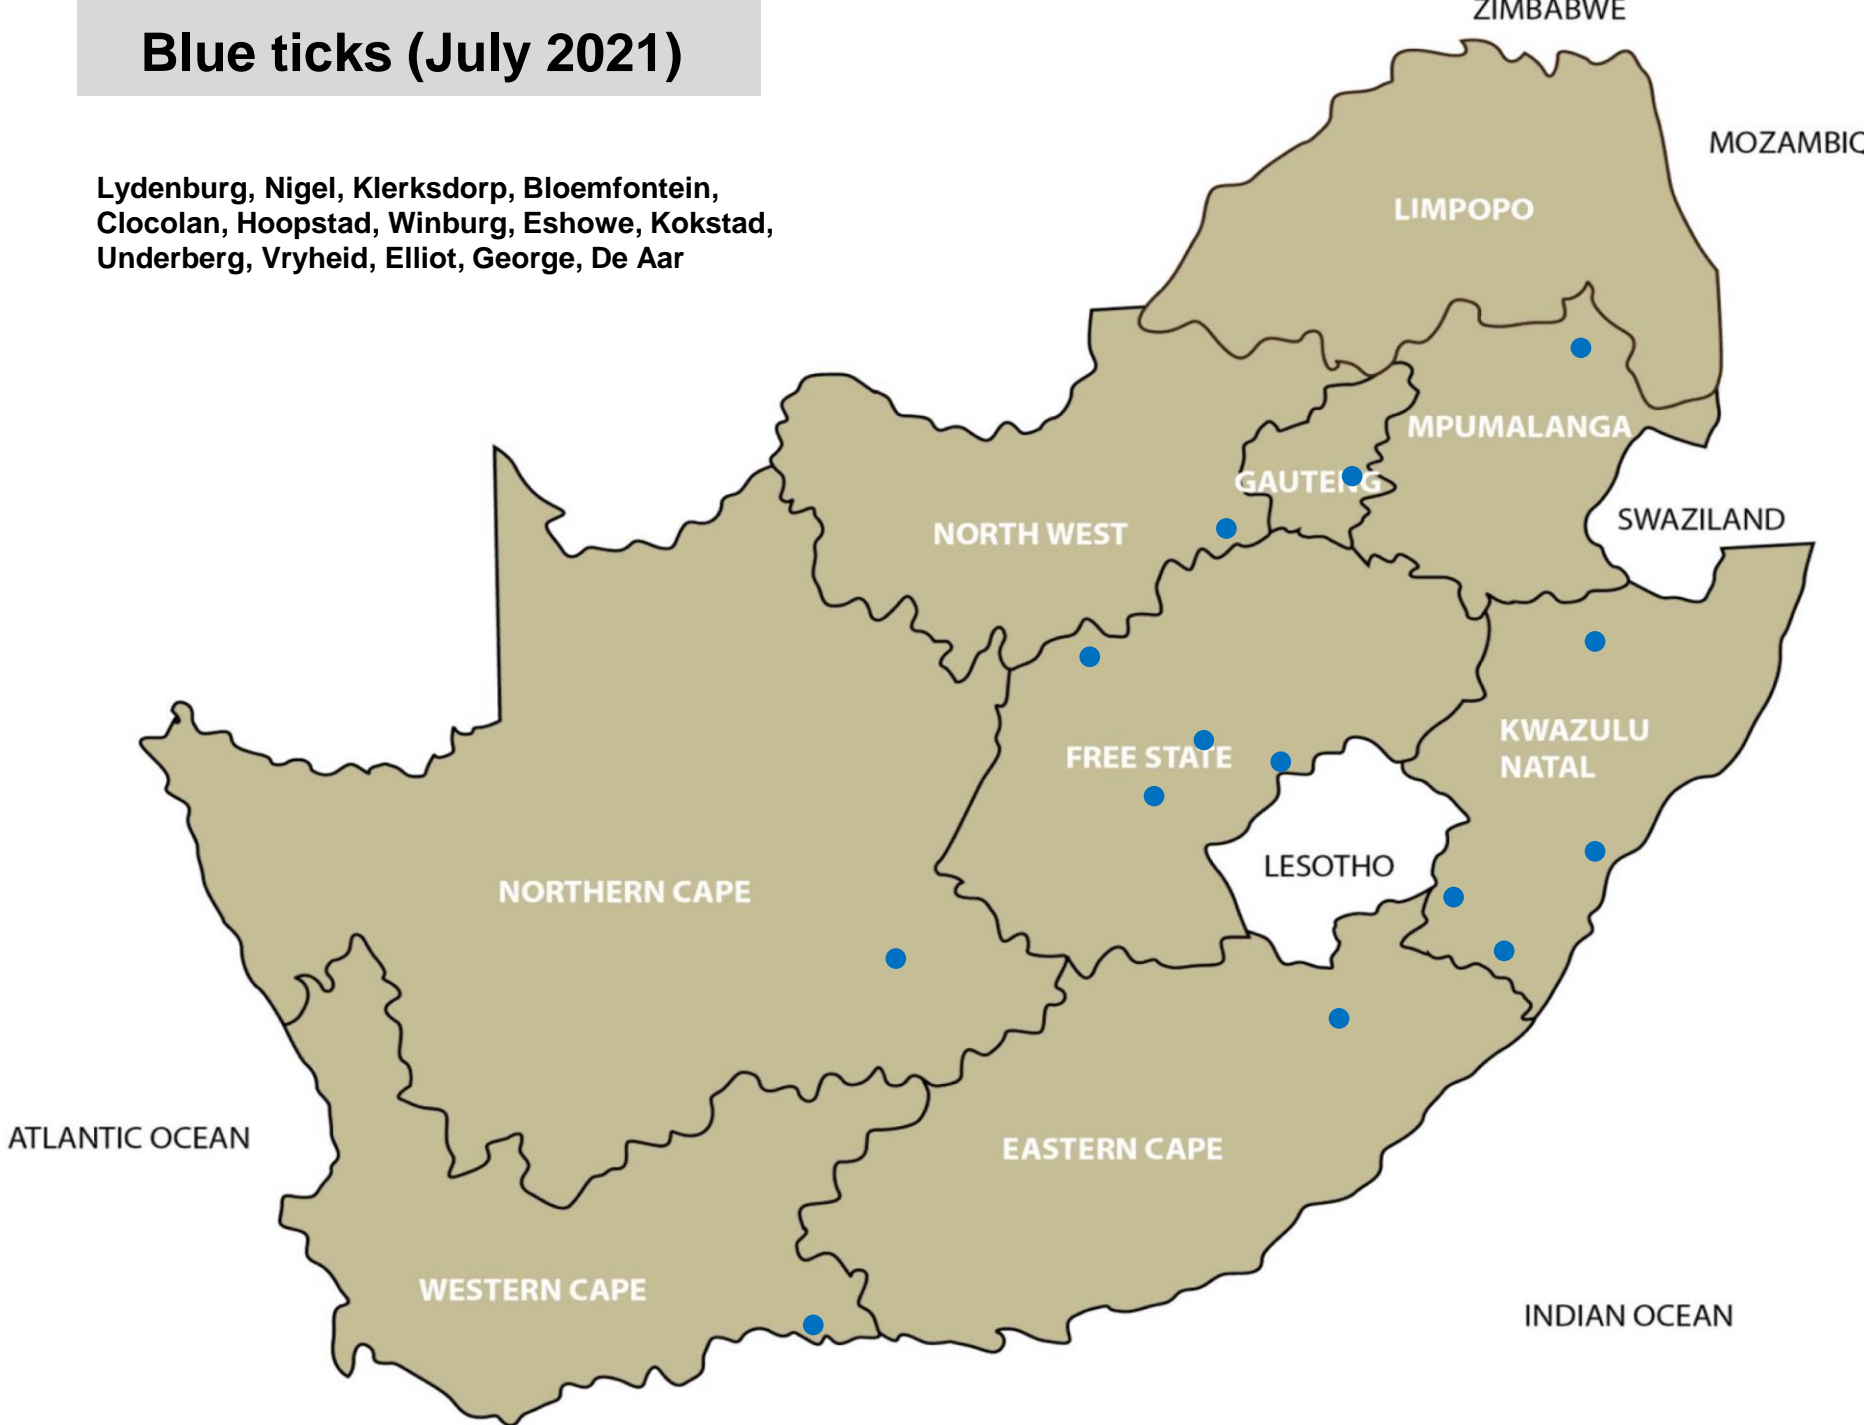 ZIMBABWE
Blue ticks (July 2021)
MOZAMBIQ
Lydenburg, Nigel, Klerksdorp, Bloemfontein,
Clocolan, Hoopstad, Winburg, Eshowe, Kokstad,
Underberg, Vryheid, Elliot, George, De Aar
LIMPOPO
MPUMALANGA
GAUTENG
NORTH WEST
SWAZILAND
KWAZULU
NATAL
FREE STATE
LESOTHO
NORTHERN CAPE
ATLANTIC OCEAN
EASTERN CAPE
WESTERN CAPE
INDIAN OCEAN